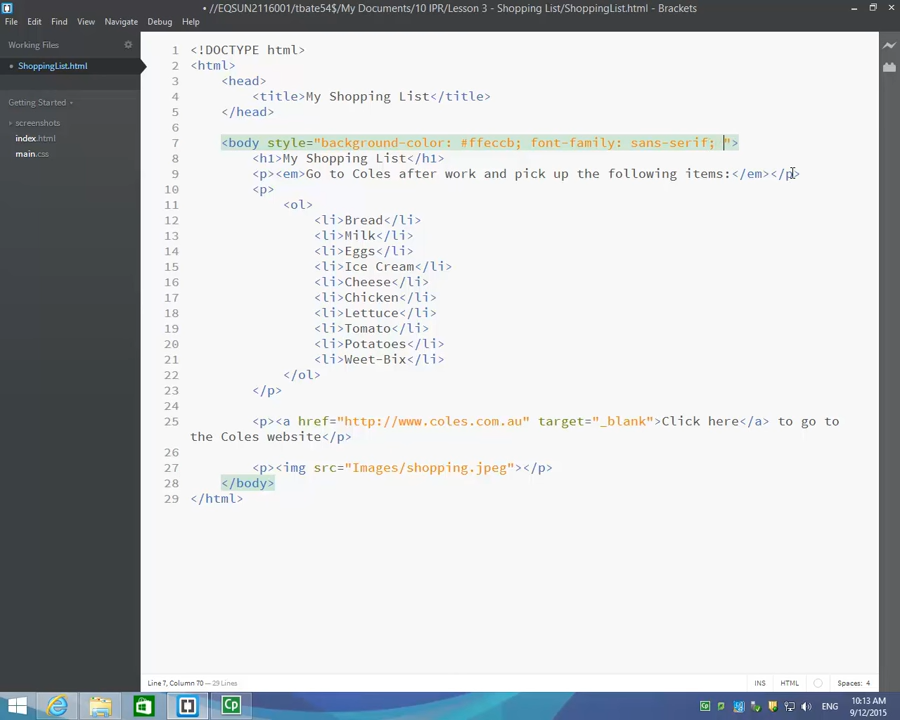 • //EQSUN2116001/tbate54$/My Documents/10 IPR/Lesson 3 - Shopping List/ShoppingList.html - Brackets
File Edit Find View Navigate Debug Help
Working Files
• ShoppingList.html
Getting Started
screenshots
index.html
main.css
1 <!DOCTYPE html>
2 <html>
3 <head>
4 <title>My Shopping List</title>
5 </head>
6
7 <body style="background-color: #ffeccb; font-family: sans-serif; ">
8 <h1>My Shopping List</h1>
9 <p><em>Go to Coles after work and pick up the following items:</em></p>
10 <p>
11 <ol>
12 <li>Bread</li>
13 <li>Milk</li>
14 <li>Eggs</li>
15 <li>Ice Cream</li>
16 <li>Cheese</li>
17 <li>Chicken</li>
18 <li>Lettuce</li>
19 <li>Tomato</li>
20 <li>Potatoes</li>
21 <li>Weet-Bix</li>
22 </ol>
23 </p>
24
25 <p><a href="http://www.coles.com.au" target="_blank">Click here</a> to go to
the Coles website</p>
26
27 <p><img src="Images/shopping.jpeg"></p>
28 </body>
29 </html>
Line 7, Column 70 — 29 Lines
INS HTML Spaces: 4
Cp
ENG
10:13 AM
9/12/2015